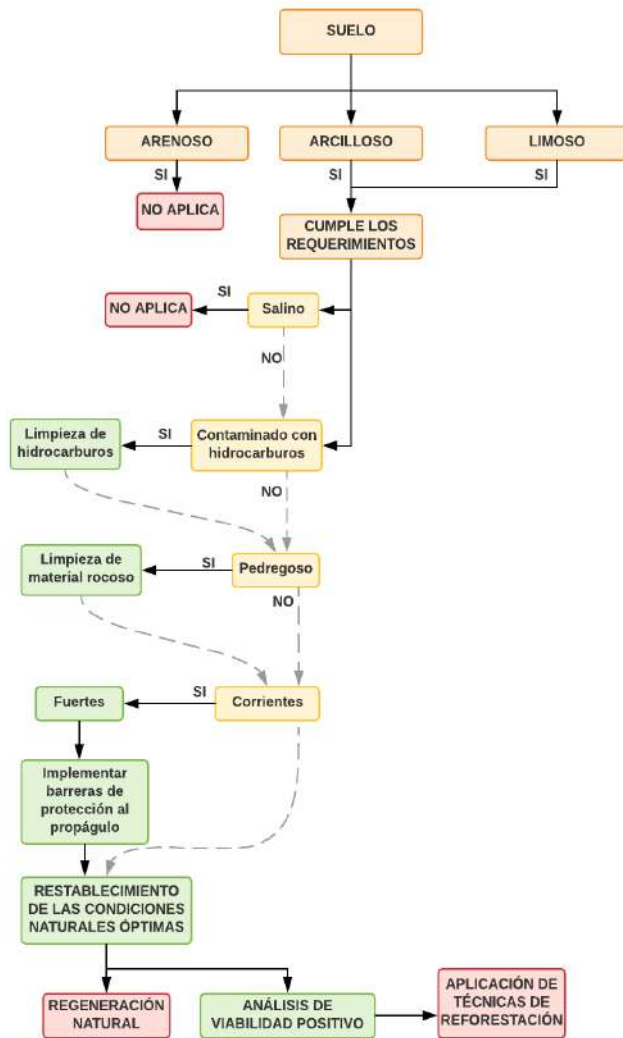 SUELO
ARENOSO
ARCILLOSO
LIMOSO
SI
SI
SI
NO APLICA
CUMPLE LOS
REQUERIMIENTOS
SI
NO APLICA
Salino
NO
Limpieza de
hidrocarburos
SI
Contaminado con
hidrocarburos
NO
Limpieza de
material rocoso
SI
Pedregoso
NO
SI
Fuertes
Corrientes
Implementar
barreras de
protección al
propágulo
RESTABLECIMIENTO
DE LAS CONDICIONES
NATURALES ÓPTIMAS
REGENERACIÓN
NATURAL
ANÁLISIS DE
VIABILIDAD POSITIVO
APLICACIÓN DE
TÉCNICAS DE
REFORESTACIÓN